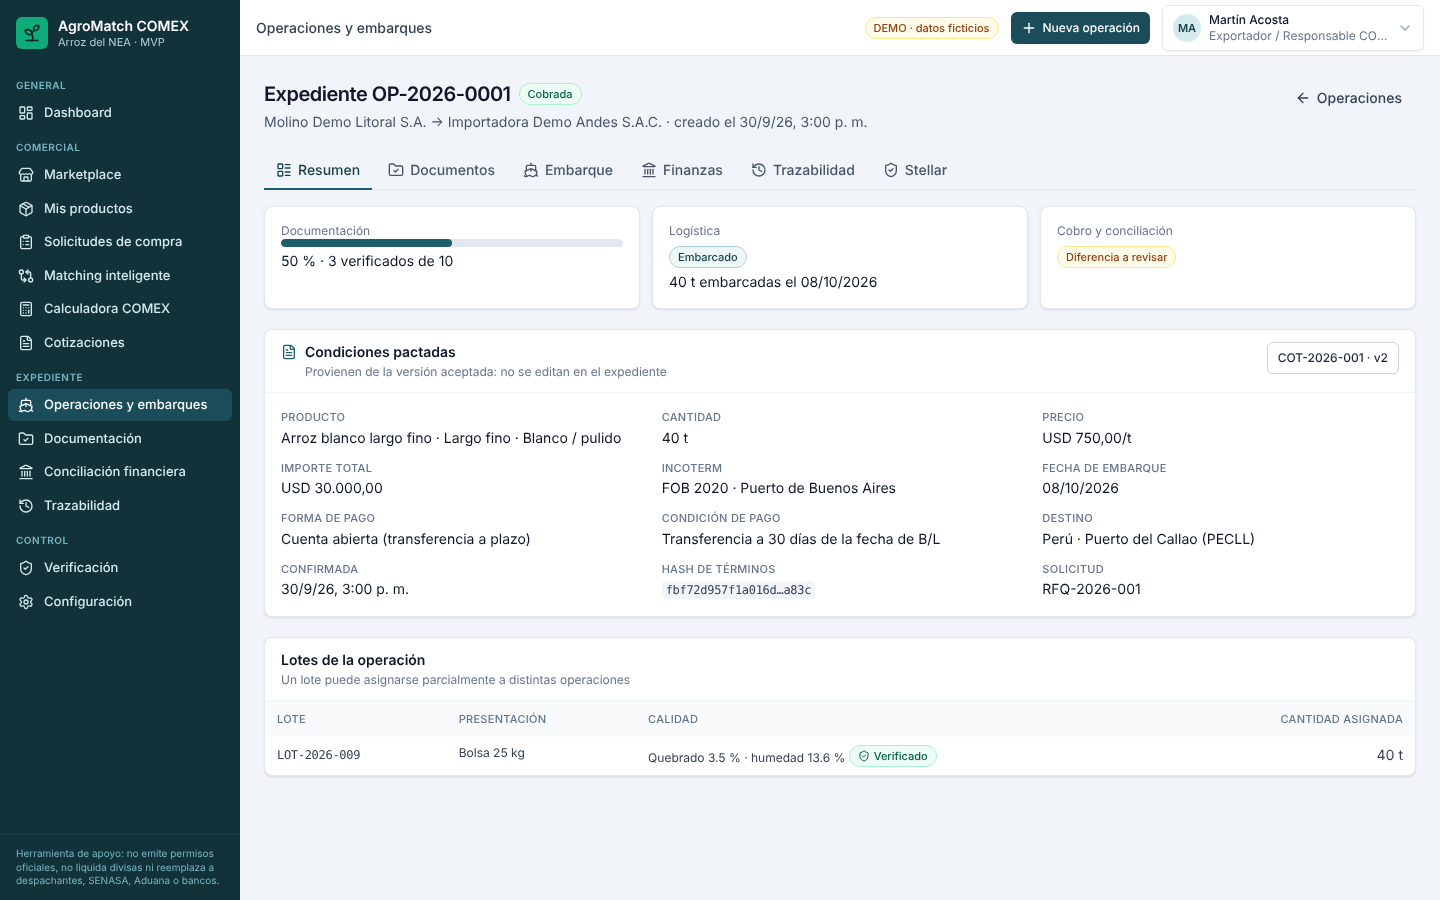 AgroMatch COMEX
Arroz del NEA · MVP
GENERAL
Dashboard
COMERCIAL
Marketplace
Mis productos
Solicitudes de compra
Matching inteligente
Calculadora COMEX
Cotizaciones
EXPEDIENTE
Operaciones y embarques
Documentación
Conciliación financiera
Trazabilidad
CONTROL
Verificación
Configuración
Herramienta de apoyo: no emite permisos
oficiales, no liquida divisas ni reemplaza a
despachantes, SENASA, Aduana o bancos.
Operaciones y embarques
DEMO · datos ficticios
Nueva operación
MA
Martín Acosta
Exportador / Responsable CO...
Expediente OP-2026-0001
Cobrada
Molino Demo Litoral S.A. → Importadora Demo Andes S.A.C. · creado el 30/9/26, 3:00 p. m.
← Operaciones
Resumen
Documentos
Embarque
Finanzas
Trazabilidad
Stellar
Documentación
50 % · 3 verificados de 10
Logística
Embarcado
40 t embarcadas el 08/10/2026
Cobro y conciliación
Diferencia a revisar
Condiciones pactadas
Provienen de la versión aceptada: no se editan en el expediente
COT-2026-001 · v2
PRODUCTO
Arroz blanco largo fino · Largo fino · Blanco / pulido
CANTIDAD
40 t
PRECIO
USD 750,00/t
IMPORTE TOTAL
USD 30.000,00
INCOTERM
FOB 2020 · Puerto de Buenos Aires
FECHA DE EMBARQUE
08/10/2026
FORMA DE PAGO
Cuenta abierta (transferencia a plazo)
CONDICIÓN DE PAGO
Transferencia a 30 días de la fecha de B/L
DESTINO
Perú · Puerto del Callao (PECLL)
CONFIRMADA
30/9/26, 3:00 p. m.
HASH DE TÉRMINOS
fbf72d957f1a016d…a83c
SOLICITUD
RFQ-2026-001
Lotes de la operación
Un lote puede asignarse parcialmente a distintas operaciones
LOTE PRESENTACIÓN CALIDAD CANTIDAD ASIGNADA
LOT-2026-009 Bolsa 25 kg Quebrado 3.5 % · humedad 13.6 % Verificado 40 t